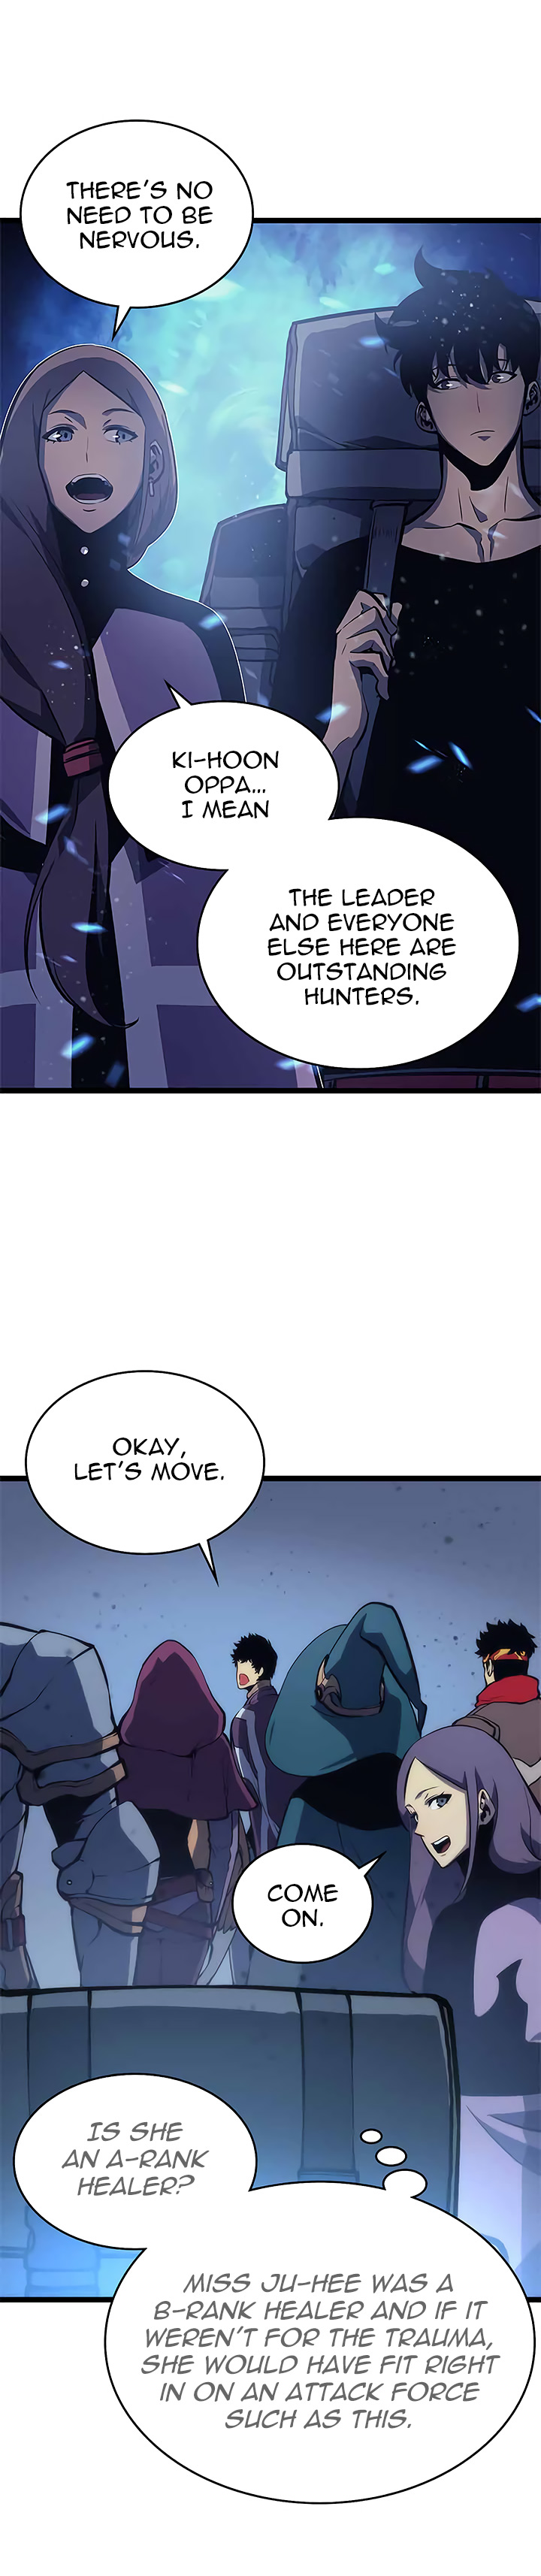 THERE'S NO
NEED TO BE
NERVOUS.
KI-HOON
OPPA...
I MEAN
THE LEADER
AND EVERYONE
ELSE HERE ARE
OUTSTANDING
HUNTERS.
OKAY,
LET'S MOVE.
COME
ON.
IS SHE
AN A-RANK
HEALER?
MISS JU-HEE WAS A
B-RANK HEALER AND IF IT
WEREN'T FOR THE TRAUMA,
SHE WOULD HAVE FIT RIGHT
IN ON AN ATTACK FORCE
SUCH AS THIS.